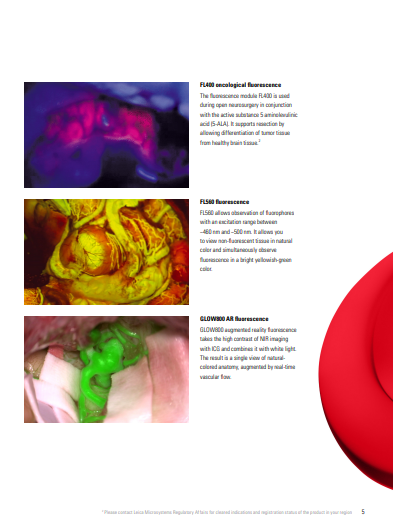 FL400 oncological fluorescence
The fluorescence module FL400 is used
during open neurosurgery in conjunction
with the active substance 5 aminolevulinic
acid (5-ALA). It supports resection by
allowing differentiation of tumor tissue
from healthy brain tissue.²
FL560 fluorescence
FL560 allows observation of fluorophores
with an excitation range between
~460 nm and ~500 nm. It allows you
to view non-fluorescent tissue in natural
color and simultaneously observe
fluorescence in a bright yellowish-green
color.
GLOW800 AR fluorescence
GLOW800 augmented reality fluorescence
takes the high contrast of NIR imaging
with ICG and combines it with white light.
The result is a single view of natural-
colored anatomy, augmented by real-time
vascular flow.
² Please contact Leica Microsystems Regulatory Affairs for cleared indications and registration status of the product in your region 5